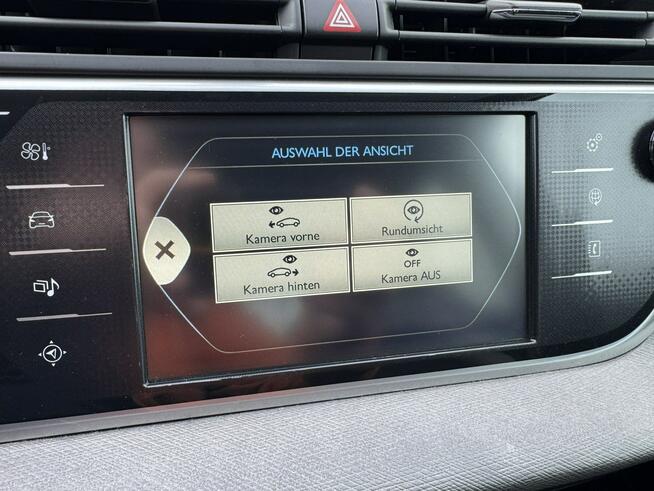 AUSWAHL DER ANSICHT
Kamera vorne
Rundumsicht
Kamera hinten
OFF
Kamera AUS